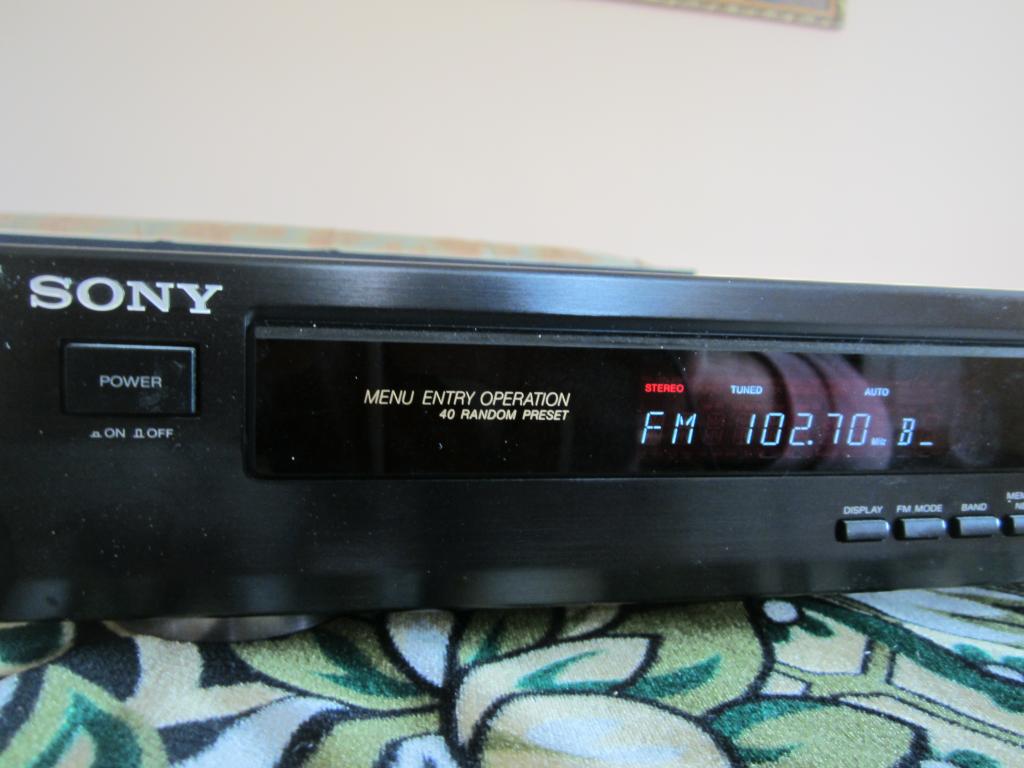 SONY
POWER
ON OFF
MENU ENTRY OPERATION
40 RANDOM PRESET
STEREO TUNED AUTO
FM 102.70 MHz B_
DISPLAY FM MODE BAND